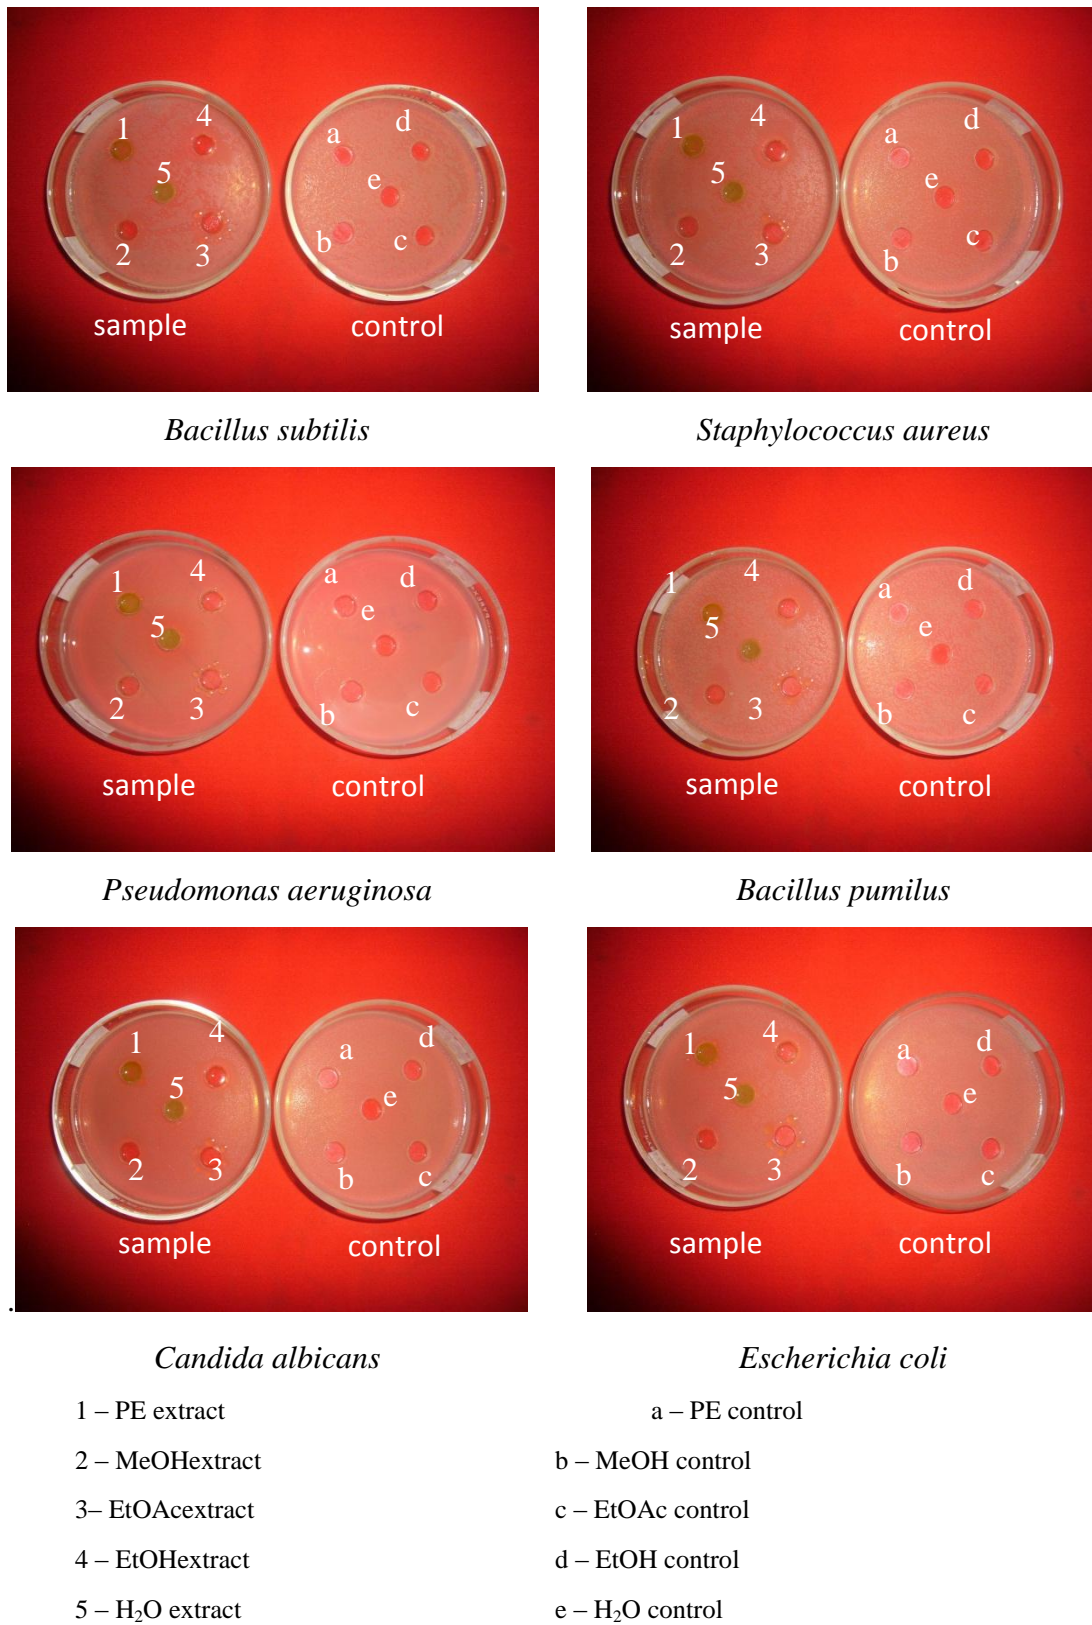 1 4 5 2 3 a d e b c
sample control
1 4 5 2 3 a d e b c
sample control
Bacillus subtilis
Staphylococcus aureus
1 4 5 2 3 a d e b c
sample control
1 4 5 2 3 a d e b c
sample control
Pseudomonas aeruginosa
Bacillus pumilus
1 4 5 2 3 a d e b c
sample control
1 4 5 2 3 a d e b c
sample control
.
Candida albicans
Escherichia coli
1 – PE extract
a – PE control
2 – MeOHextract
b – MeOH control
3– EtOAcextract
c – EtOAc control
4 – EtOHextract
d – EtOH control
5 – H₂O extract
e – H₂O control